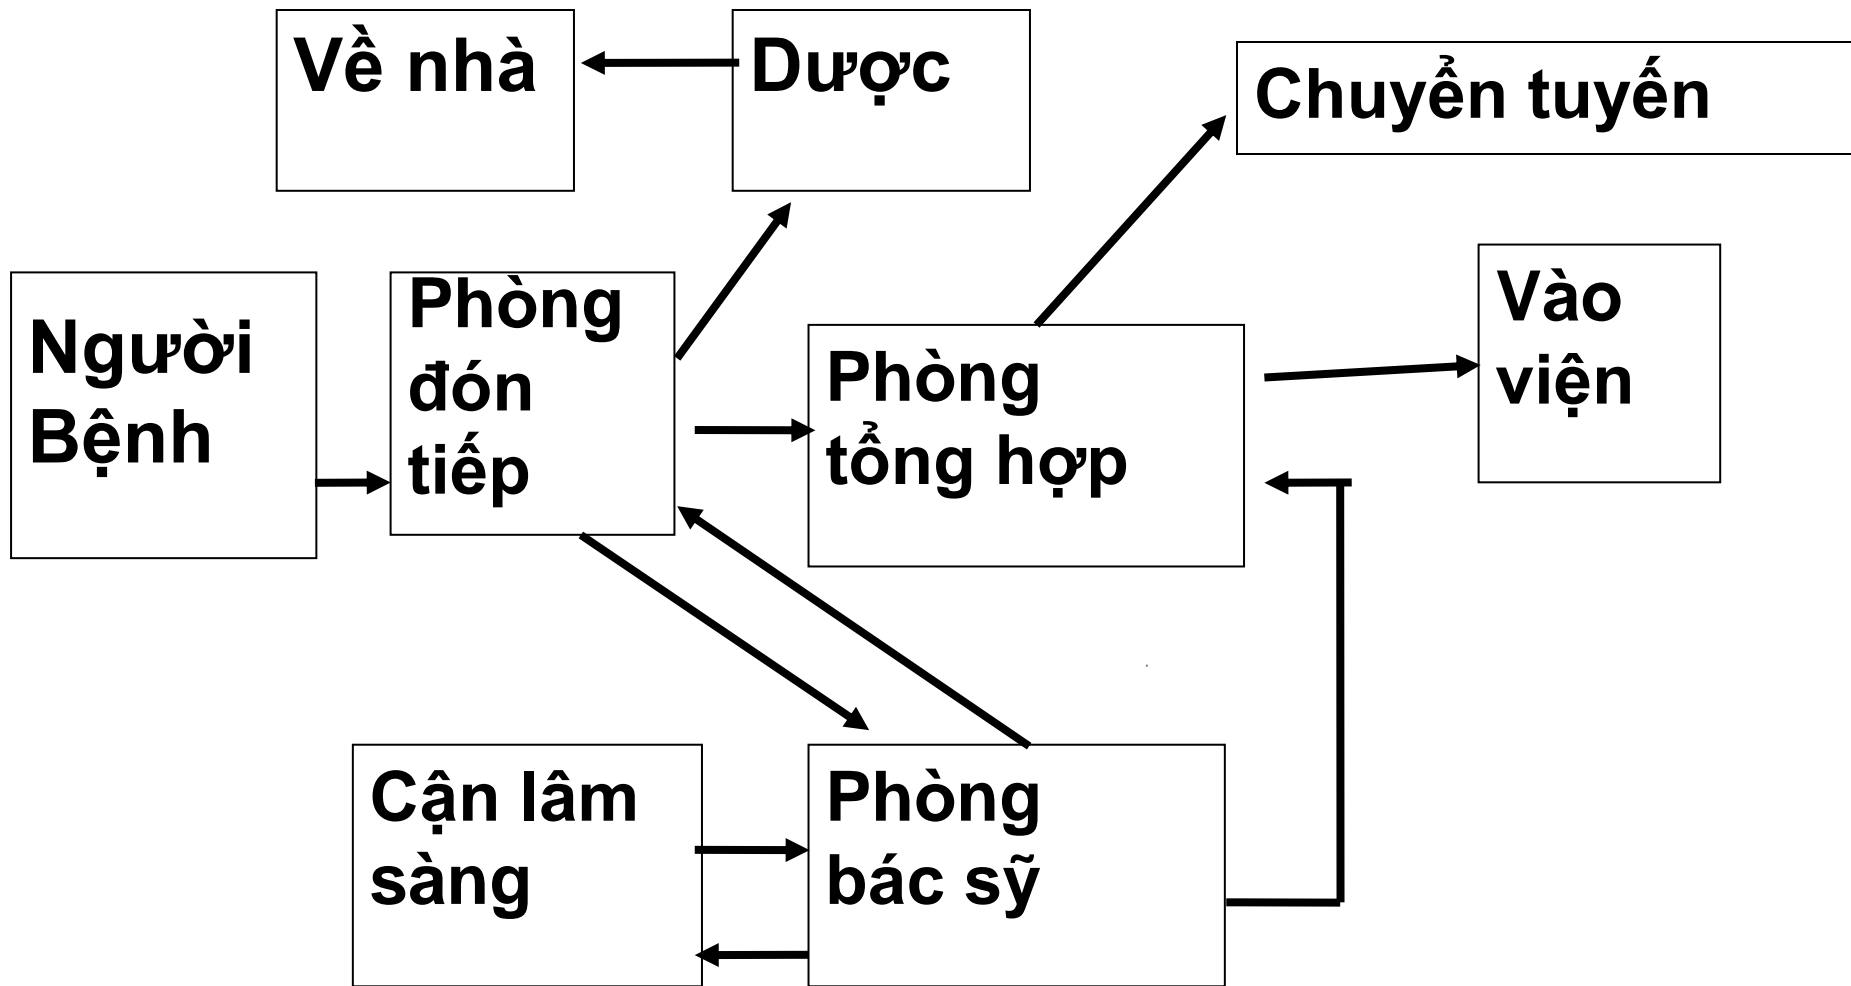 Về nhà
Dược
Chuyển tuyến
Người
Bệnh
Phòng
đón
tiếp
Phòng
tổng hợp
Vào
viện
Cận lâm
sàng
Phòng
bác sỹ